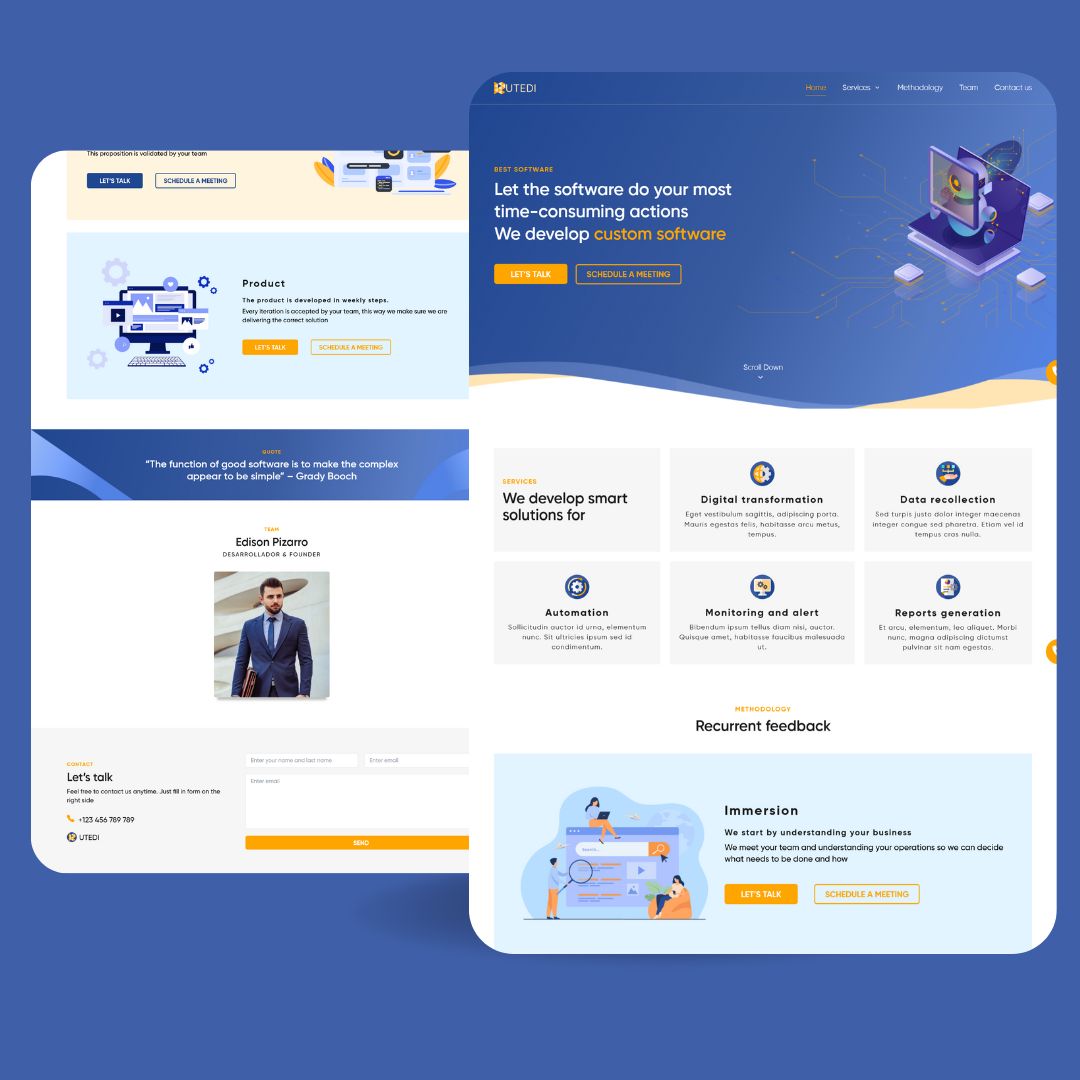 This proposition is validated by your team
LET'S TALK
SCHEDULE A MEETING
Product
The product is developed in weekly steps.
Every iteration is accepted by your team, this way we make sure we are
delivering the correct solution
LET'S TALK
SCHEDULE A MEETING
QUOTE
“The function of good software is to make the complex
appear to be simple” – Grady Booch
TEAM
Edison Pizarro
DESARROLLADOR & FOUNDER
CONTACT
Let's talk
Feel free to contact us anytime. Just fill in form on the
right side
+123 456 789 789
UTEDI
Enter your name and last name
Enter email
Enter email
SEND
UTEDI
Home
Services
Methodology
Team
Contact us
BEST SOFTWARE
Let the software do your most
time-consuming actions
We develop custom software
LET'S TALK
SCHEDULE A MEETING
Scroll Down
SERVICES
We develop smart
solutions for
Digital transformation
Eget vestibulum sagittis, adipiscing porta.
Mauris egestas felis, habitasse arcu metus,
tempus.
Data recollection
Sed turpis justo dolor integer maecenas
integer congue sed pharetra. Etiam vel id
tempus cras nulla.
Automation
Sollicitudin auctor id urna, elementum
nunc. Sit ultricies ipsum sed id
condimentum.
Monitoring and alert
Bibendum ipsum tellus diam nisi, auctor.
Quisque amet, habitasse faucibus malesuada
ut.
Reports generation
Et arcu, elementum, leo aliquet. Morbi
nunc, magna adipiscing dictumst
pulvinar sit nam egestas.
METHODOLOGY
Recurrent feedback
Search...
Immersion
We start by understanding your business
We meet your team and understanding your operations so we can decide
what needs to be done and how
LET'S TALK
SCHEDULE A MEETING